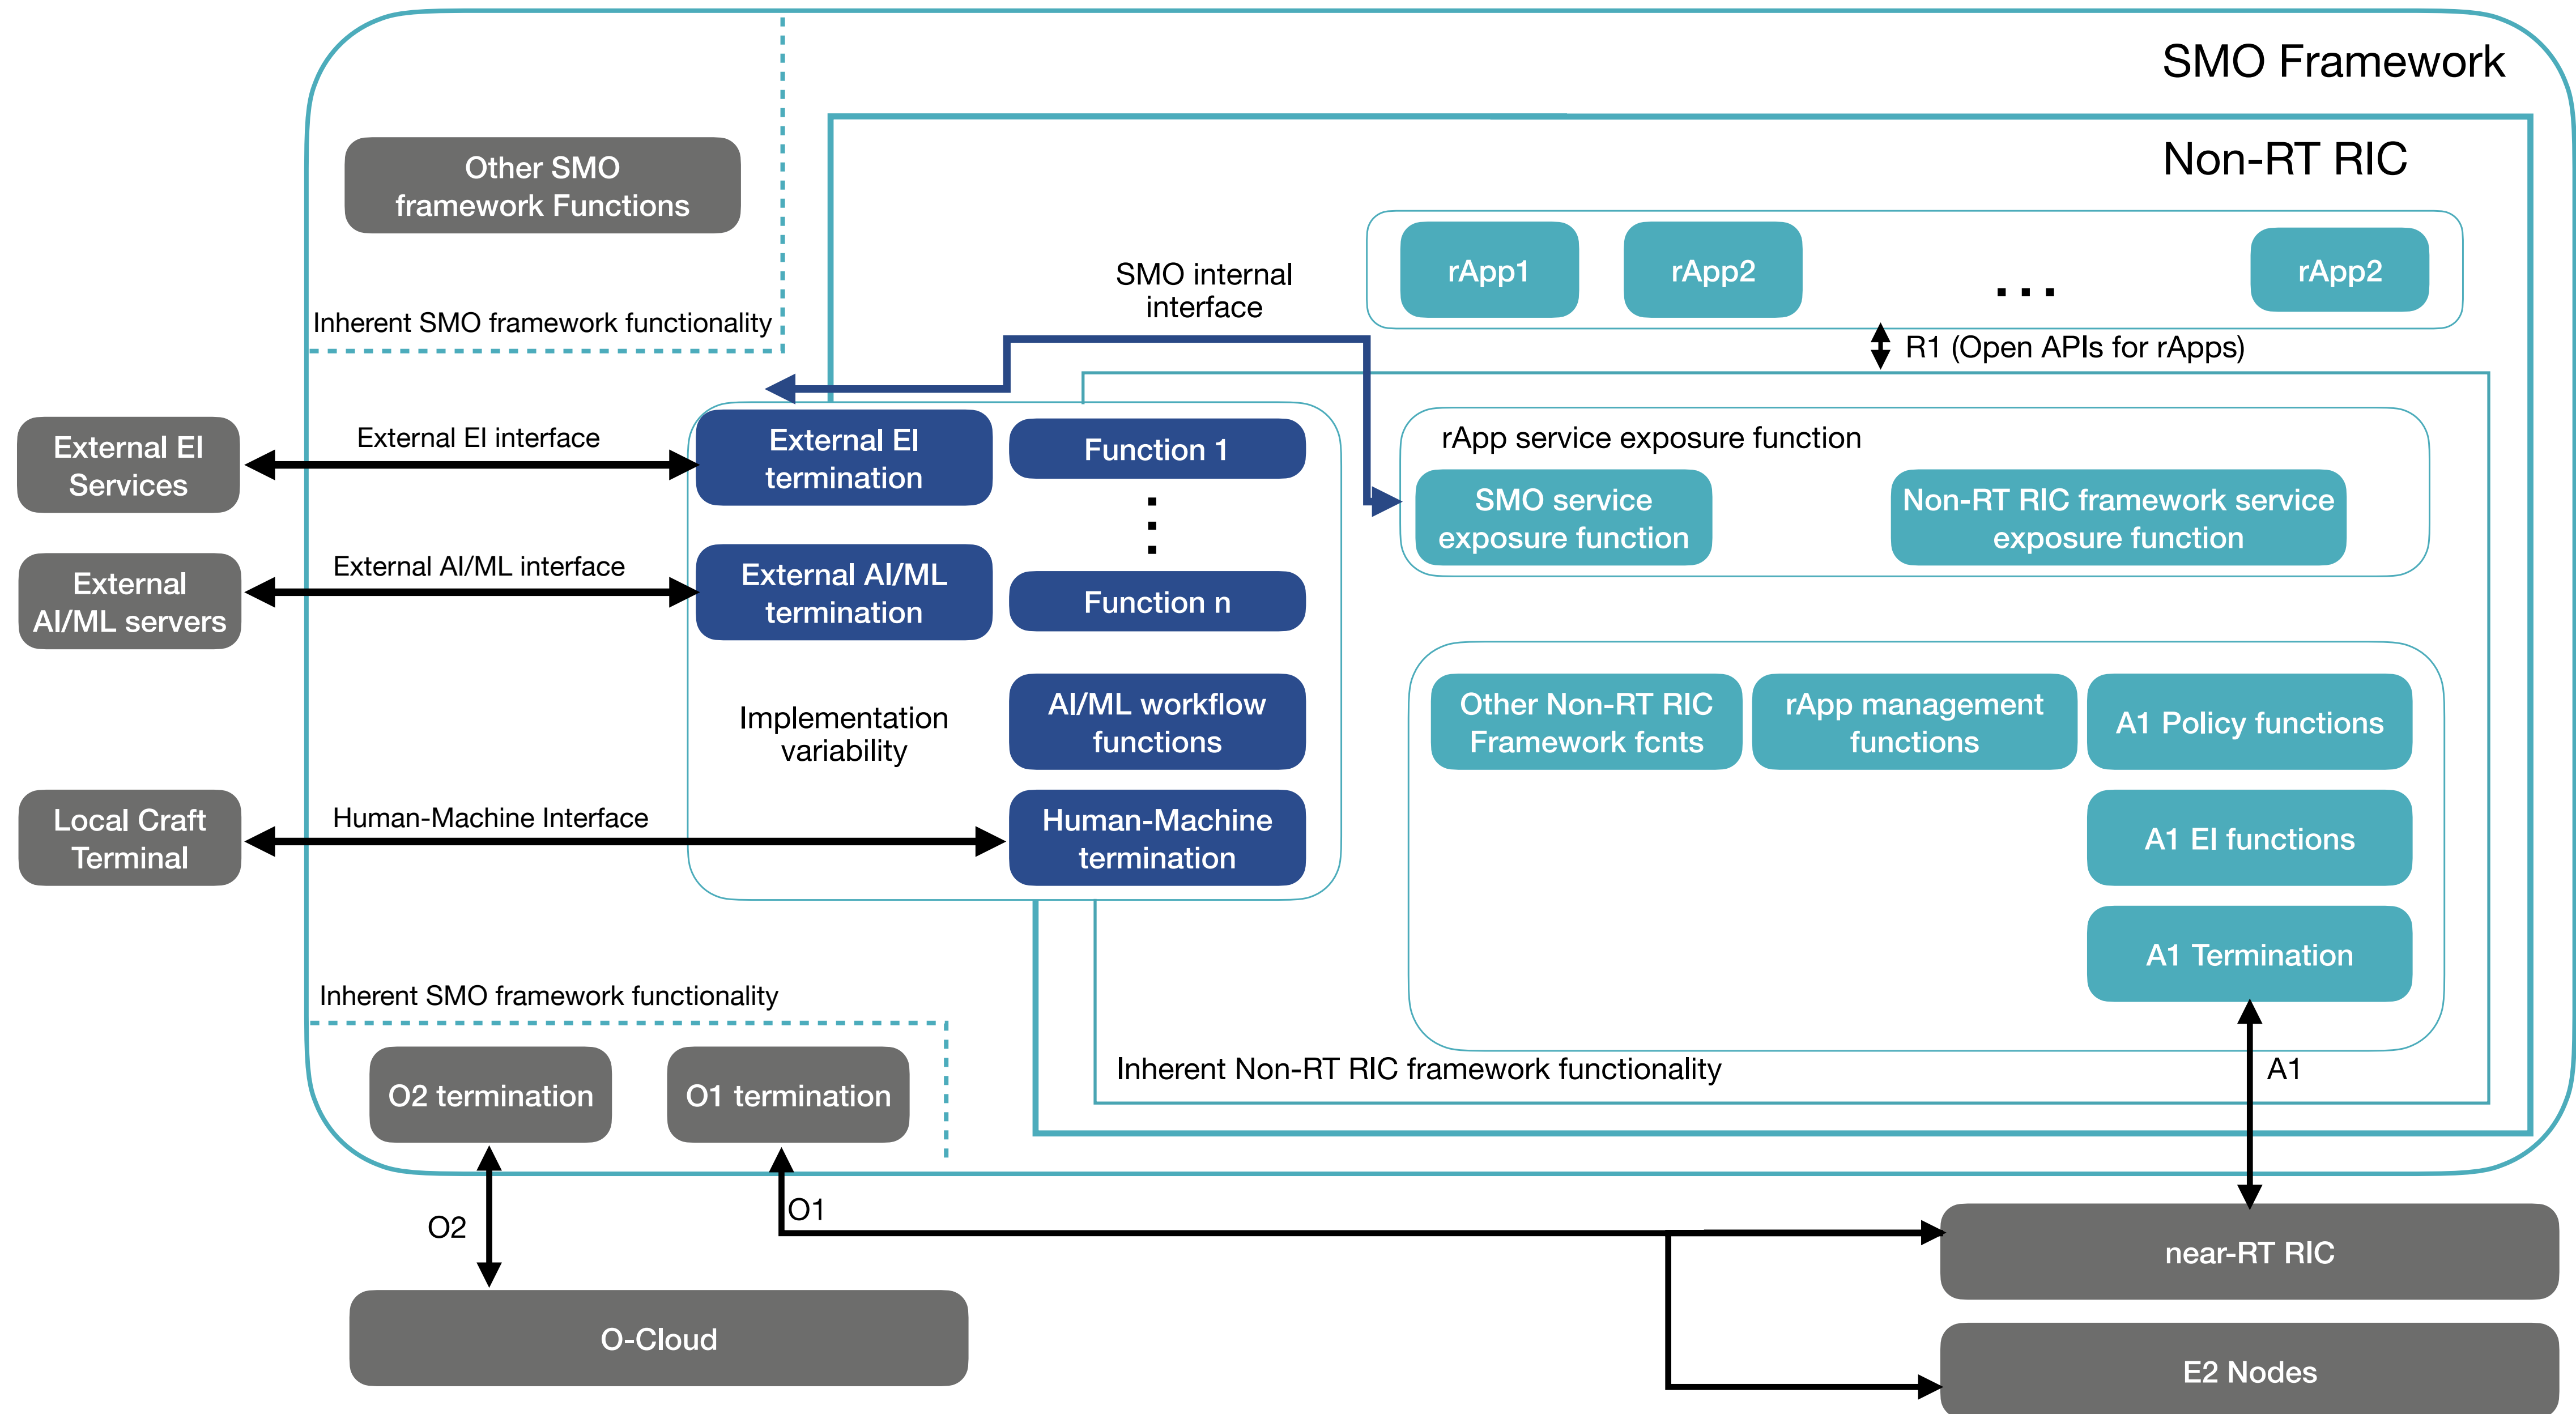 SMO Framework
Non-RT RIC
Other SMO
framework Functions
Inherent SMO framework functionality
SMO internal
interface
rApp1
rApp2
...
rApp2
R1 (Open APIs for rApps)
External EI
Services
External EI interface
External EI
termination
Function 1
rApp service exposure function
SMO service
exposure function
Non-RT RIC framework service
exposure function
External
AI/ML servers
External AI/ML interface
External AI/ML
termination
Function n
Implementation
variability
AI/ML workflow
functions
Other Non-RT RIC
Framework fcnts
rApp management
functions
A1 Policy functions
Local Craft
Terminal
Human-Machine Interface
Human-Machine
termination
A1 EI functions
A1 Termination
Inherent SMO framework functionality
O2 termination
O1 termination
Inherent Non-RT RIC framework functionality
A1
O2
O1
near-RT RIC
O-Cloud
E2 Nodes